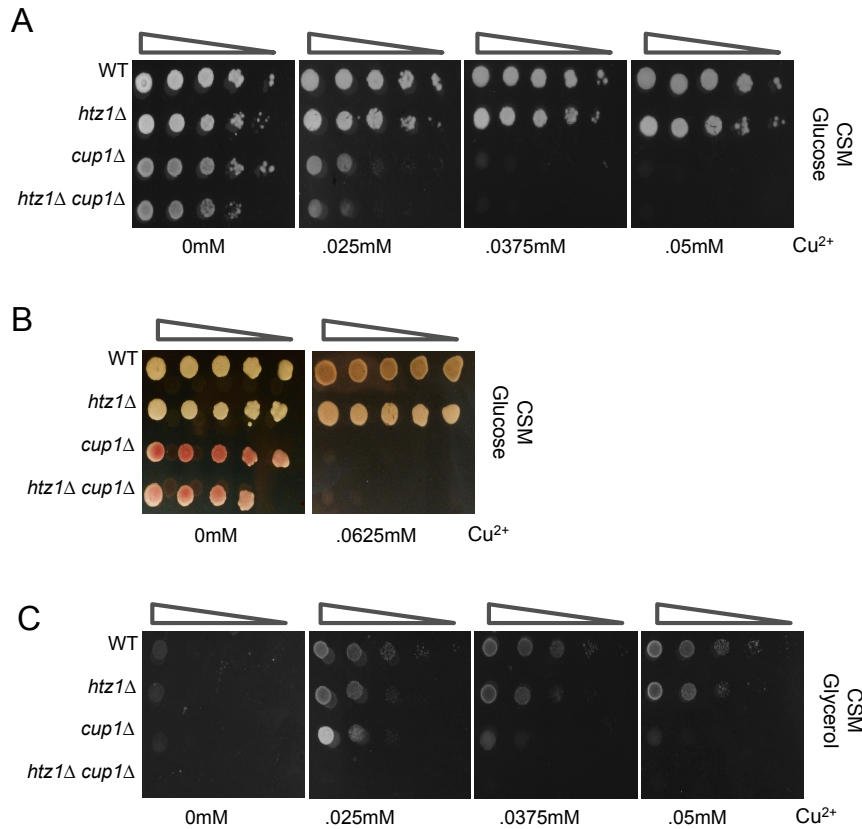 A
WT
htz1Δ
cup1Δ
htz1Δ cup1Δ
CSM
Glucose
0mM .025mM .0375mM .05mM Cu²⁺
B
WT
htz1Δ
cup1Δ
htz1Δ cup1Δ
CSM
Glucose
0mM .0625mM Cu²⁺
C
WT
htz1Δ
cup1Δ
htz1Δ cup1Δ
CSM
Glycerol
0mM .025mM .0375mM .05mM Cu²⁺